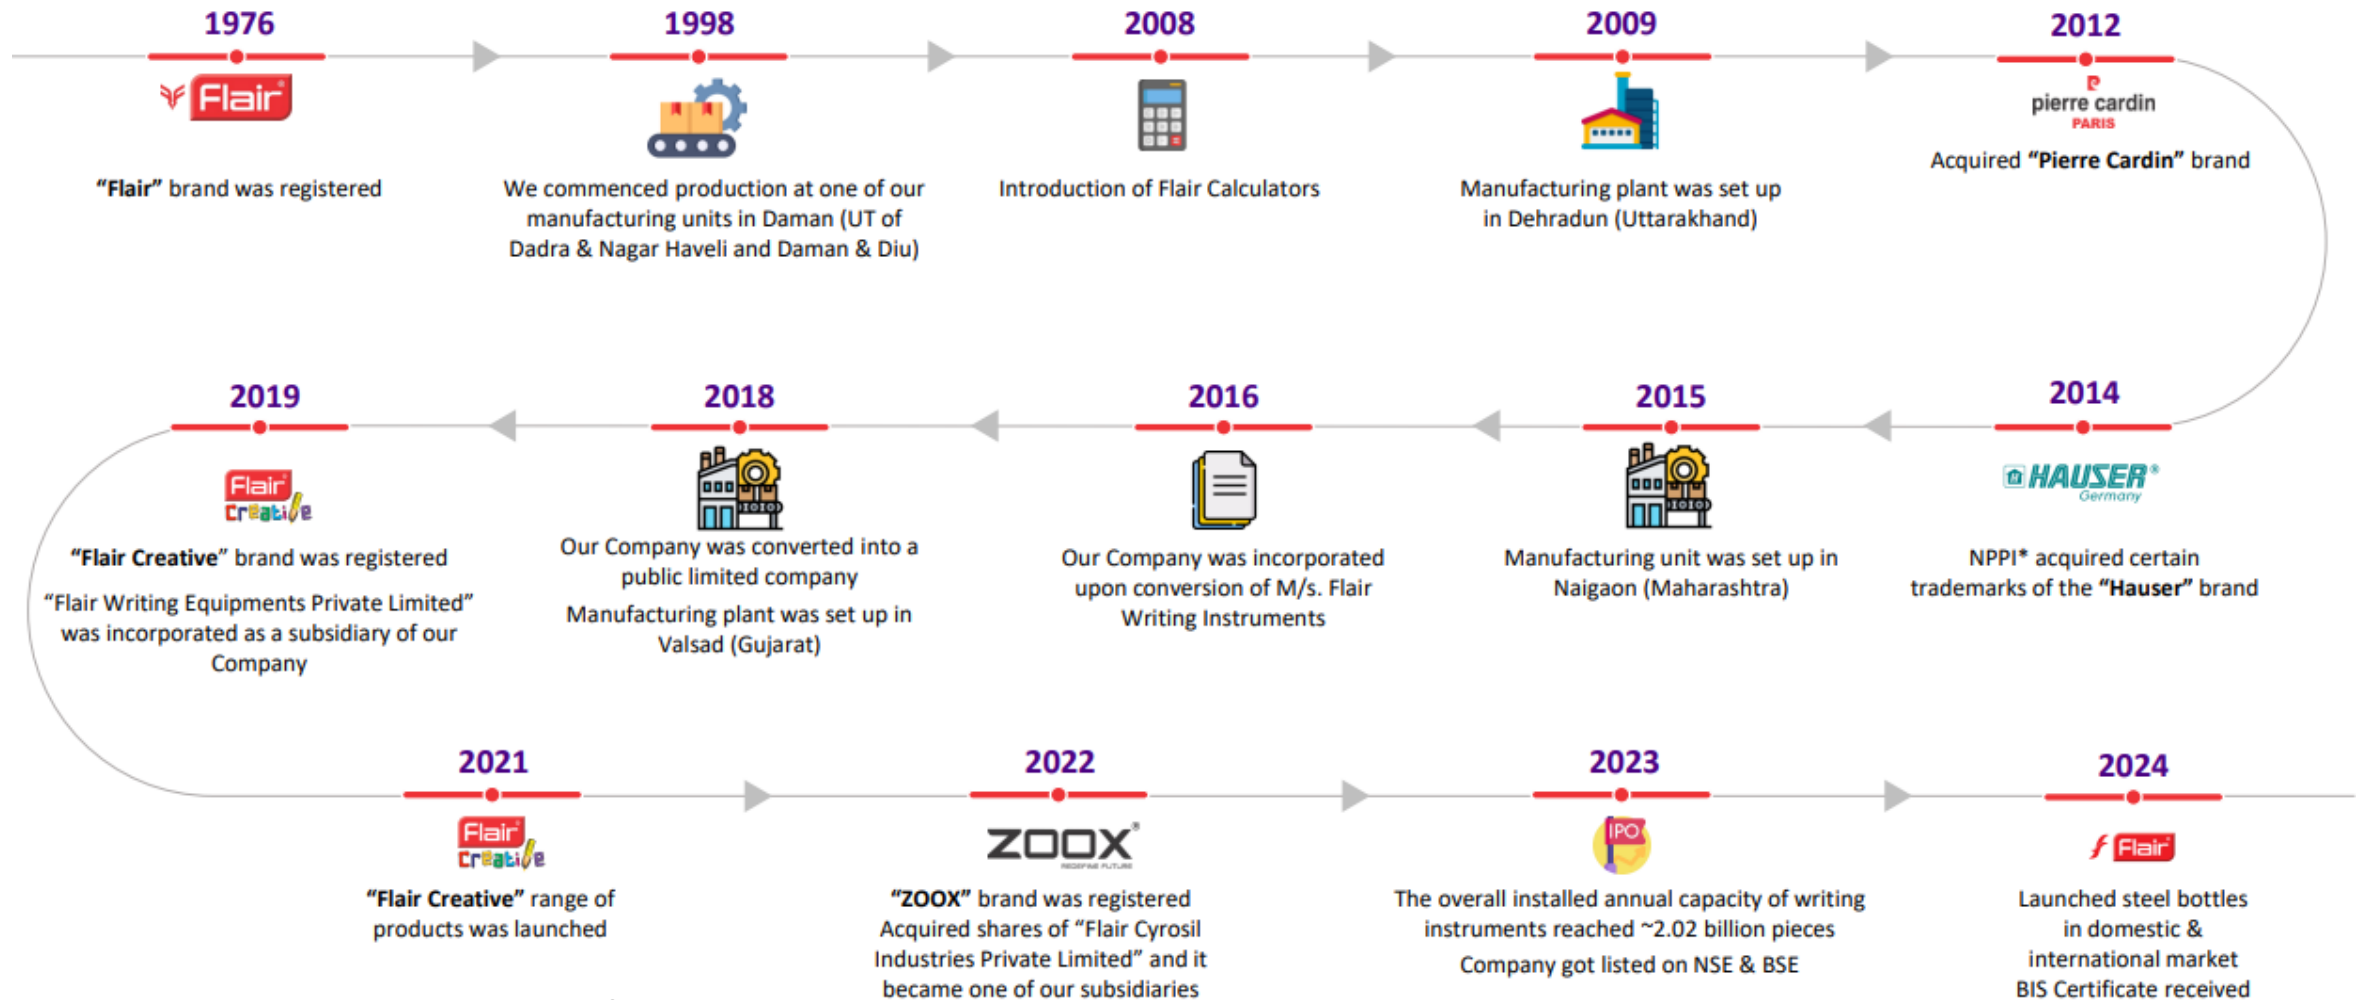 1976
1998
2008
2009
2012
Flair
pierre cardin
PARIS
“Flair” brand was registered
We commenced production at one of our
manufacturing units in Daman (UT of
Dadra & Nagar Haveli and Daman & Diu)
Introduction of Flair Calculators
Manufacturing plant was set up
in Dehradun (Uttarakhand)
Acquired “Pierre Cardin” brand
2014
HAUSER®
Germany
NPPI* acquired certain
trademarks of the “Hauser” brand
2015
Manufacturing unit was set up in
Naigaon (Maharashtra)
2016
Our Company was incorporated
upon conversion of M/s. Flair
Writing Instruments
2018
Our Company was converted into a
public limited company
Manufacturing plant was set up in
Valsad (Gujarat)
2019
Flair
Creative
“Flair Creative” brand was registered
“Flair Writing Equipments Private Limited”
was incorporated as a subsidiary of our
Company
2021
Flair
Creative
“Flair Creative” range of
products was launched
2022
ZOOX®
REDEFINE FUTURE
“ZOOX” brand was registered
Acquired shares of “Flair Cyrosil
Industries Private Limited” and it
became one of our subsidiaries
2023
IPO
The overall installed annual capacity of writing
instruments reached ~2.02 billion pieces
Company got listed on NSE & BSE
2024
Flair
Launched steel bottles
in domestic &
international market
BIS Certificate received